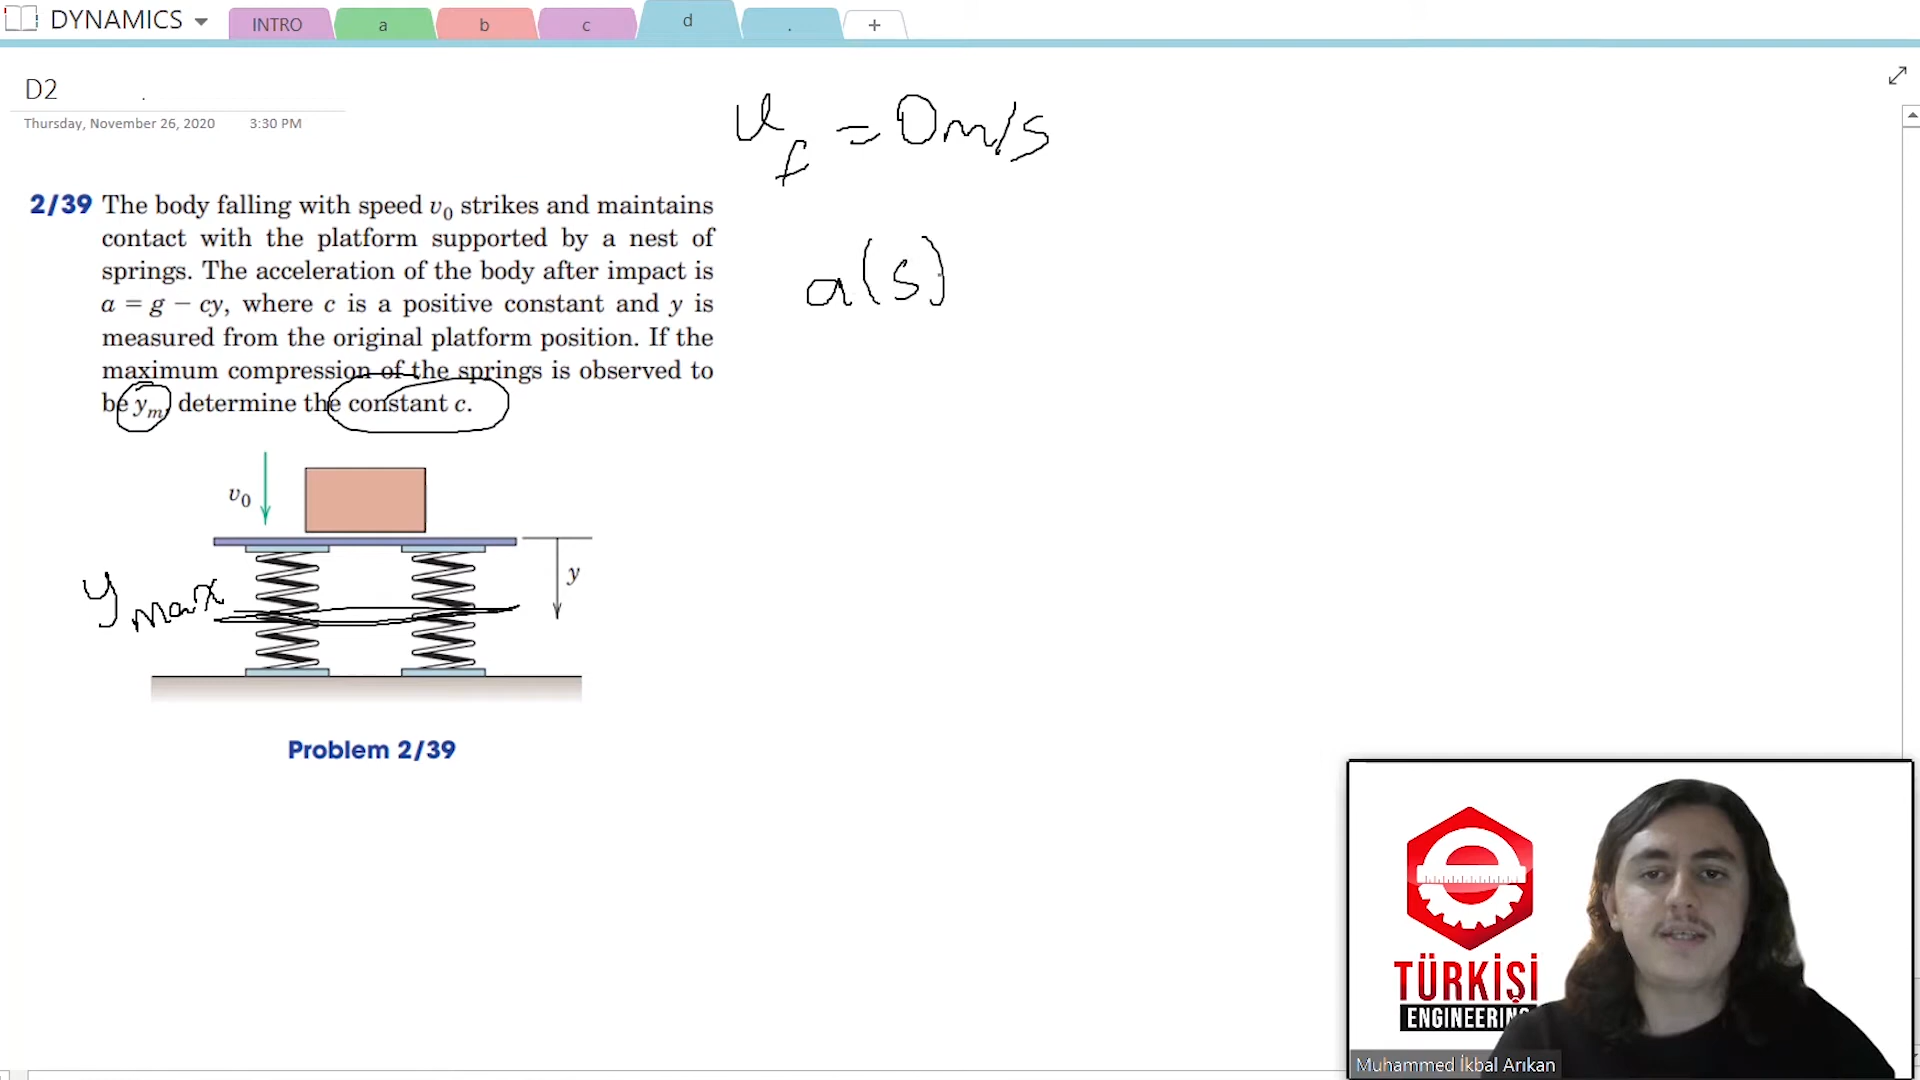 DYNAMICS
INTRO
a
b
c
d
.
+
D2
Thursday, November 26, 2020 3:30 PM
2/39 The body falling with speed v₀ strikes and maintains
contact with the platform supported by a nest of
springs. The acceleration of the body after impact is
a = g − cy, where c is a positive constant and y is
measured from the original platform position. If the
maximum compression of the springs is observed to
be yₘ, determine the constant c.
v₀
y
y max
Problem 2/39
v f = 0 m/s
a(s)
TÜRKİŞİ
ENGINEERING
Muhammed İkbal Arıkan